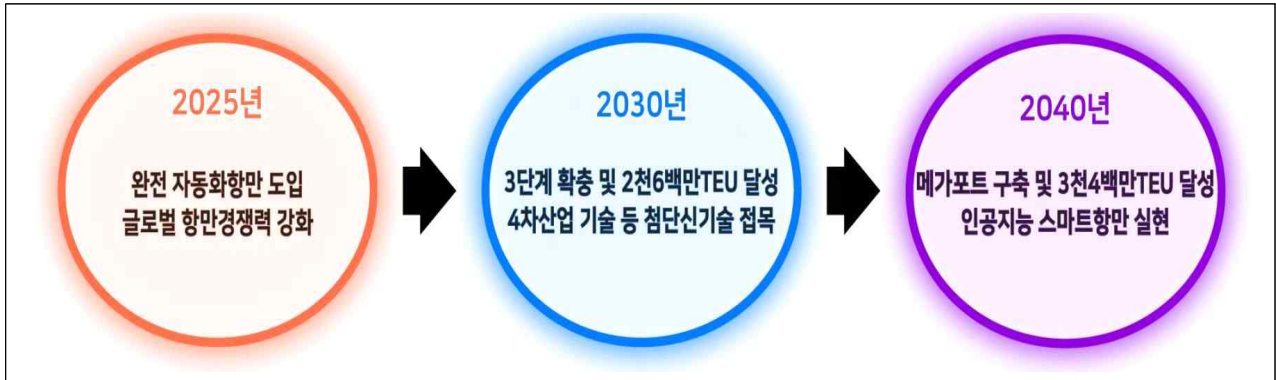 2025년
완전 자동화항만 도입
글로벌 항만경쟁력 강화
2030년
3단계 확충 및 2천6백만TEU 달성
4차산업 기술 등 첨단신기술 접목
2040년
메가포트 구축 및 3천4백만TEU 달성
인공지능 스마트항만 실현